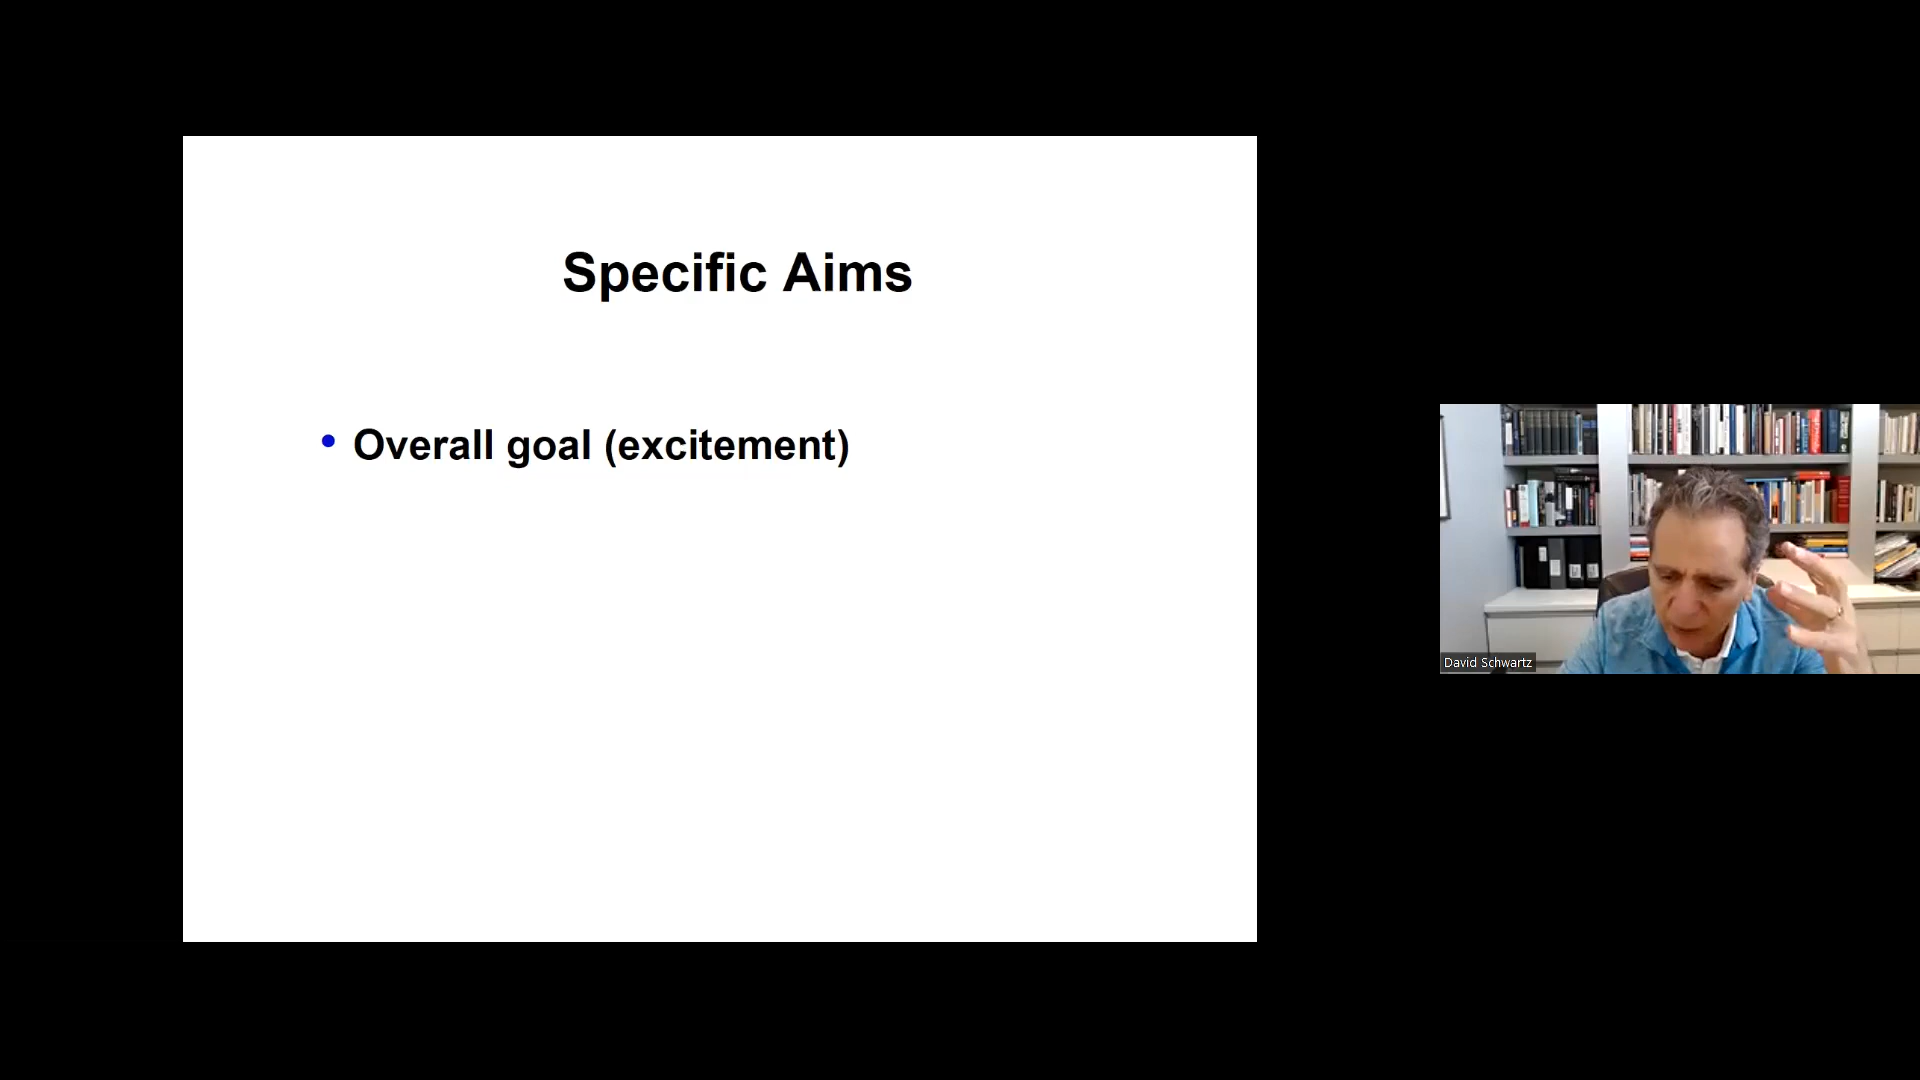 Specific Aims
• Overall goal (excitement)
David Schwartz